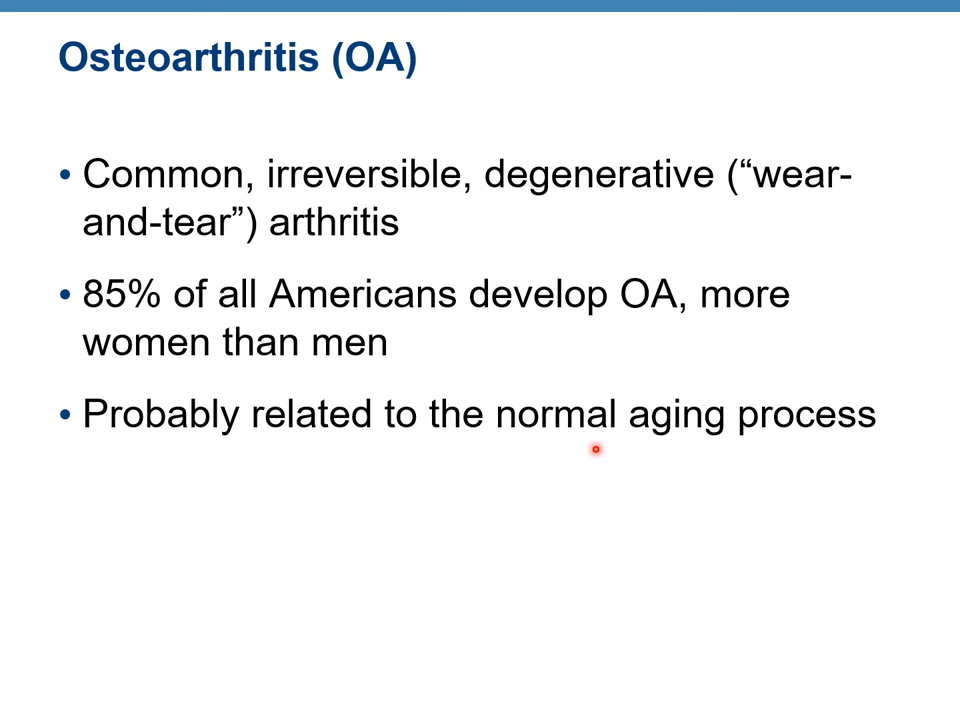 Osteoarthritis (OA)
• Common, irreversible, degenerative (“wear-
and-tear”) arthritis
• 85% of all Americans develop OA, more
women than men
• Probably related to the normal aging process